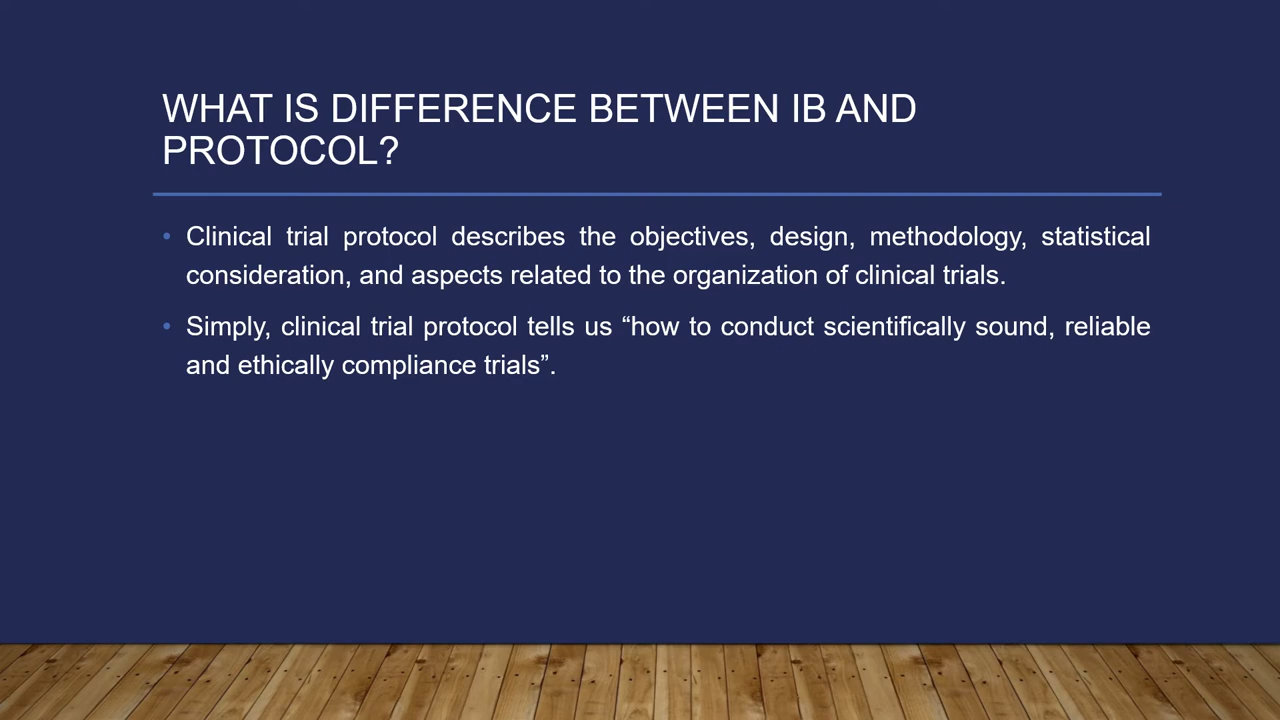 WHAT IS DIFFERENCE BETWEEN IB AND
PROTOCOL?
• Clinical trial protocol describes the objectives, design, methodology, statistical
consideration, and aspects related to the organization of clinical trials.
• Simply, clinical trial protocol tells us “how to conduct scientifically sound, reliable
and ethically compliance trials”.